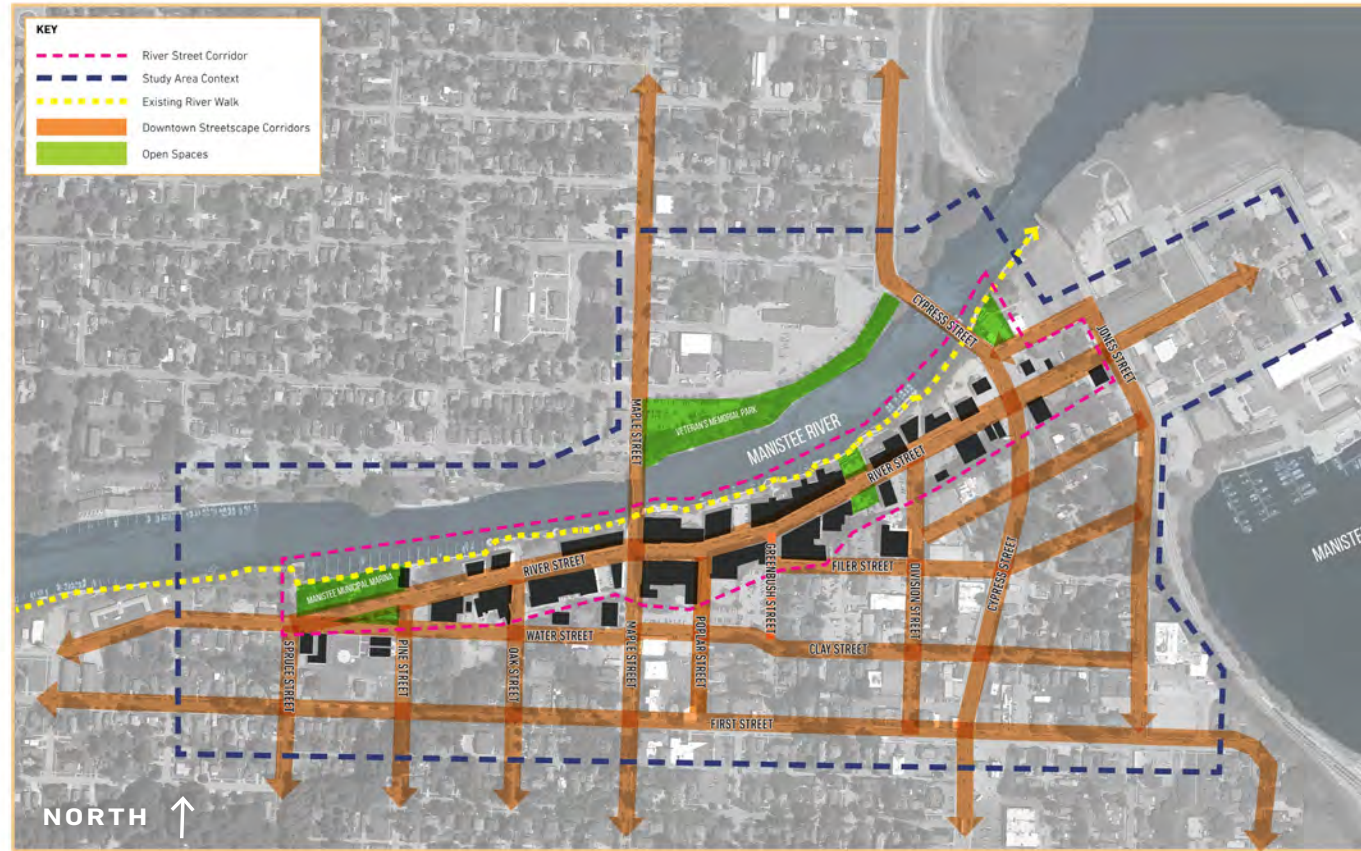 KEY
River Street Corridor
Study Area Context
Existing River Walk
Downtown Streetscape Corridors
Open Spaces
CYPRESS STREET
JONES STREET
MAPLE STREET
VETERAN'S MEMORIAL PARK
MANISTEE RIVER
RIVER STREET
MANISTEE
GREENBUSH STREET
RIVER STREET
FILER STREET
DIVISION STREET
CYPRESS STREET
MANISTEE MUNICIPAL MARINA
WATER STREET
CLAY STREET
SPRUCE STREET
PINE STREET
OAK STREET
MAPLE STREET
POPLAR STREET
FIRST STREET
NORTH